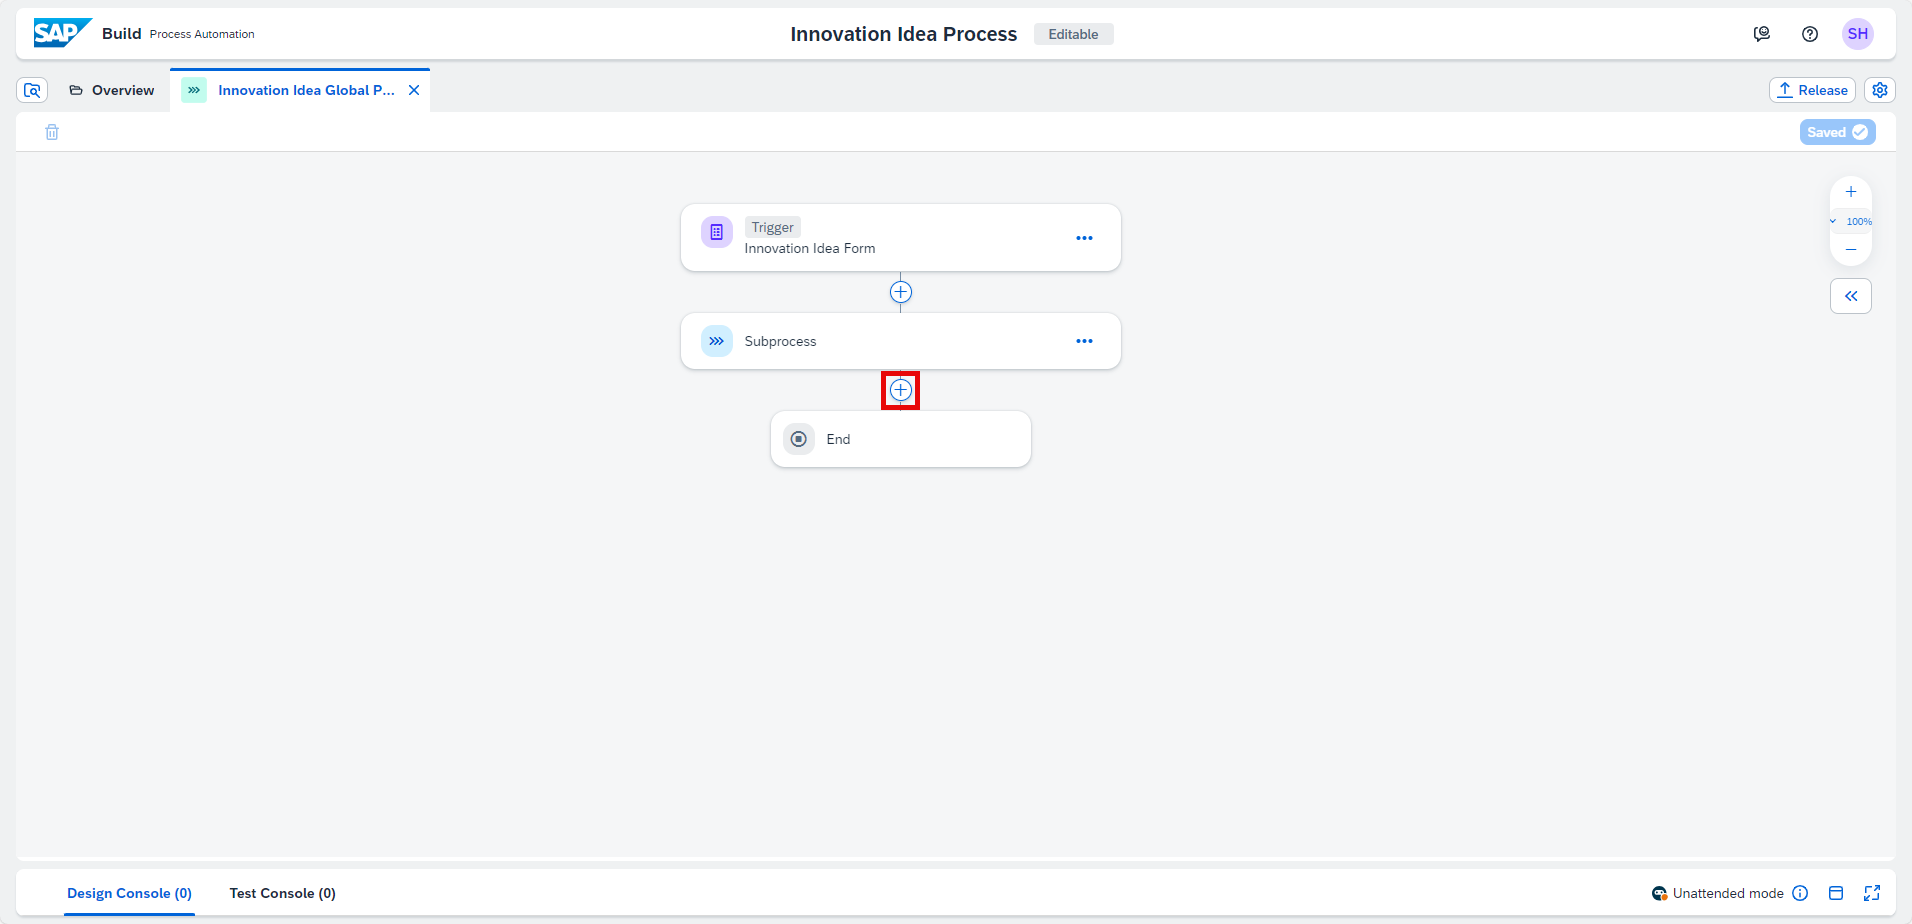 SAP Build Process Automation
Innovation Idea Process Editable
SH
Overview
Innovation Idea Global P...
Release
Saved
Trigger
Innovation Idea Form
100%
Subprocess
End
Design Console (0)
Test Console (0)
Unattended mode